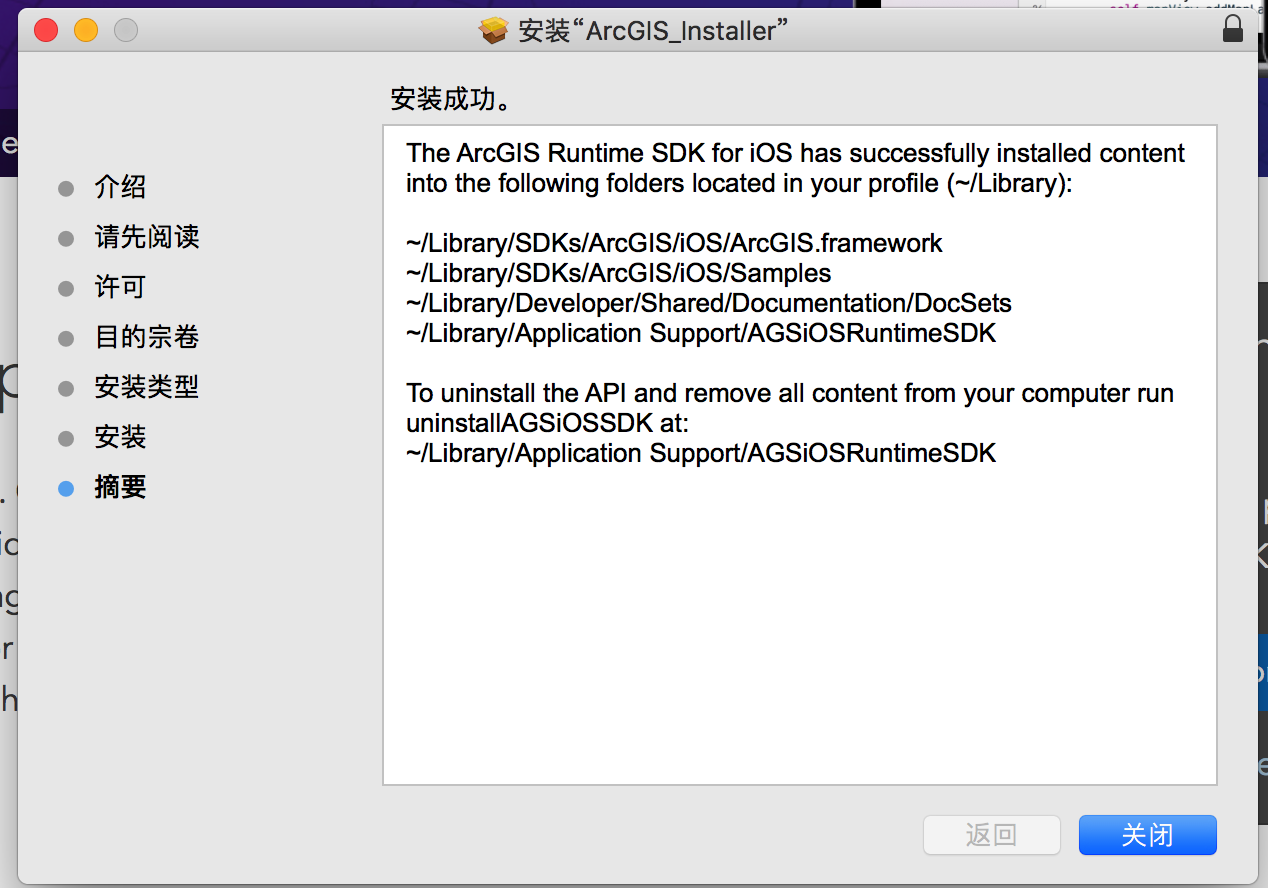 安装“ArcGIS_Installer”
安装成功。
介绍
请先阅读
许可
目的宗卷
安装类型
安装
摘要
The ArcGIS Runtime SDK for iOS has successfully installed content
into the following folders located in your profile (~/Library):
~/Library/SDKs/ArcGIS/iOS/ArcGIS.framework
~/Library/SDKs/ArcGIS/iOS/Samples
~/Library/Developer/Shared/Documentation/DocSets
~/Library/Application Support/AGSiOSRuntimeSDK
To uninstall the API and remove all content from your computer run
uninstallAGSiOSSDK at:
~/Library/Application Support/AGSiOSRuntimeSDK
返回
关闭